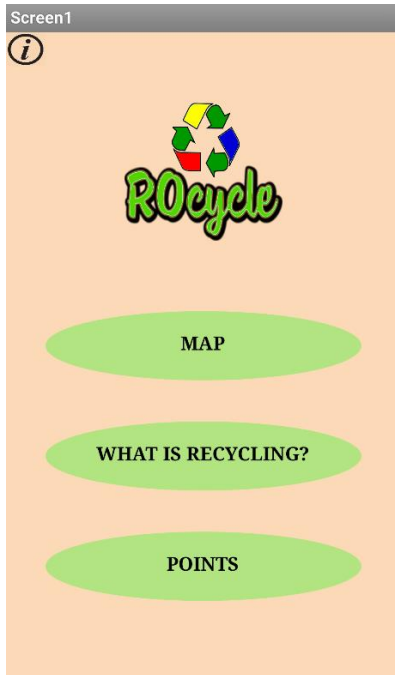 Screen1
i
ROcycle
MAP
WHAT IS RECYCLING?
POINTS